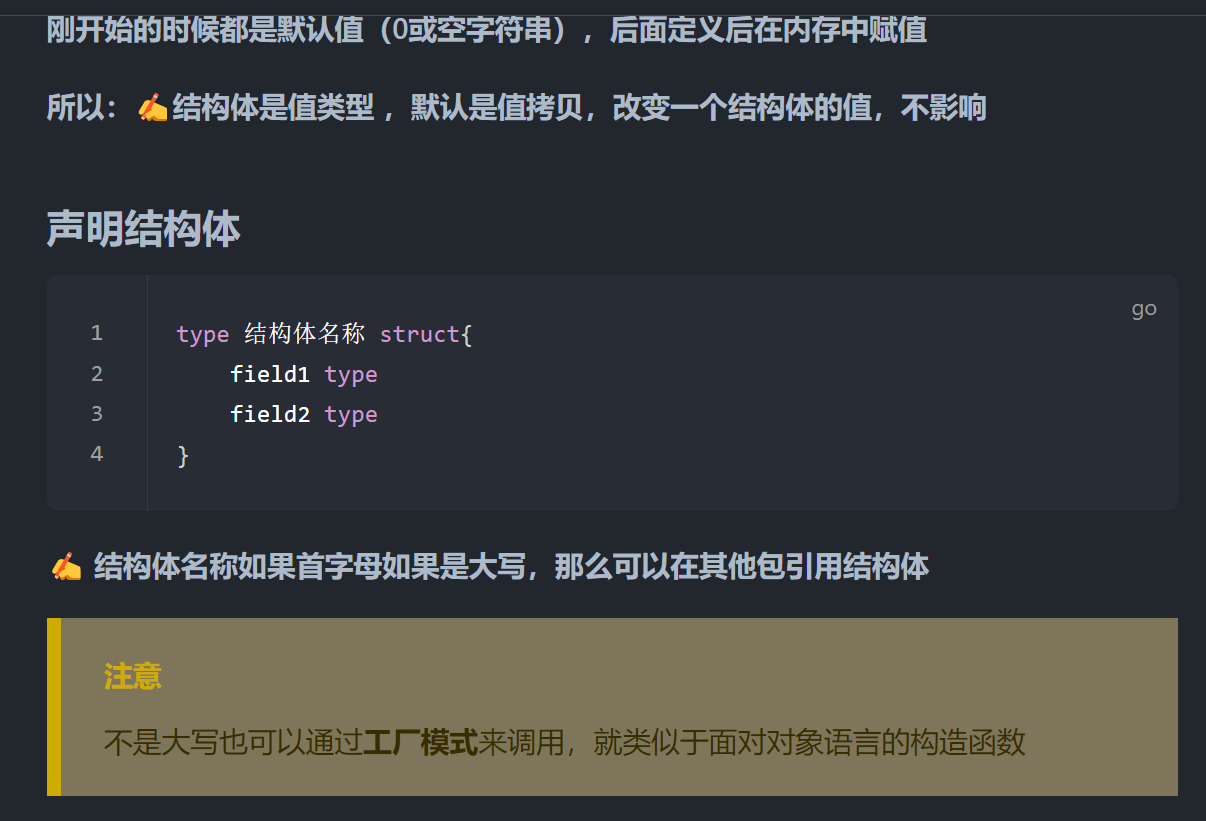 刚开始的时候都是默认值（0或空字符串），后面定义后在内存中赋值
所以：✍结构体是值类型 ，默认是值拷贝，改变一个结构体的值，不影响
声明结构体
go
1 type 结构体名称 struct{
2 field1 type
3 field2 type
4 }
✍ 结构体名称如果首字母如果是大写，那么可以在其他包引用结构体
注意
不是大写也可以通过工厂模式来调用，就类似于面对对象语言的构造函数